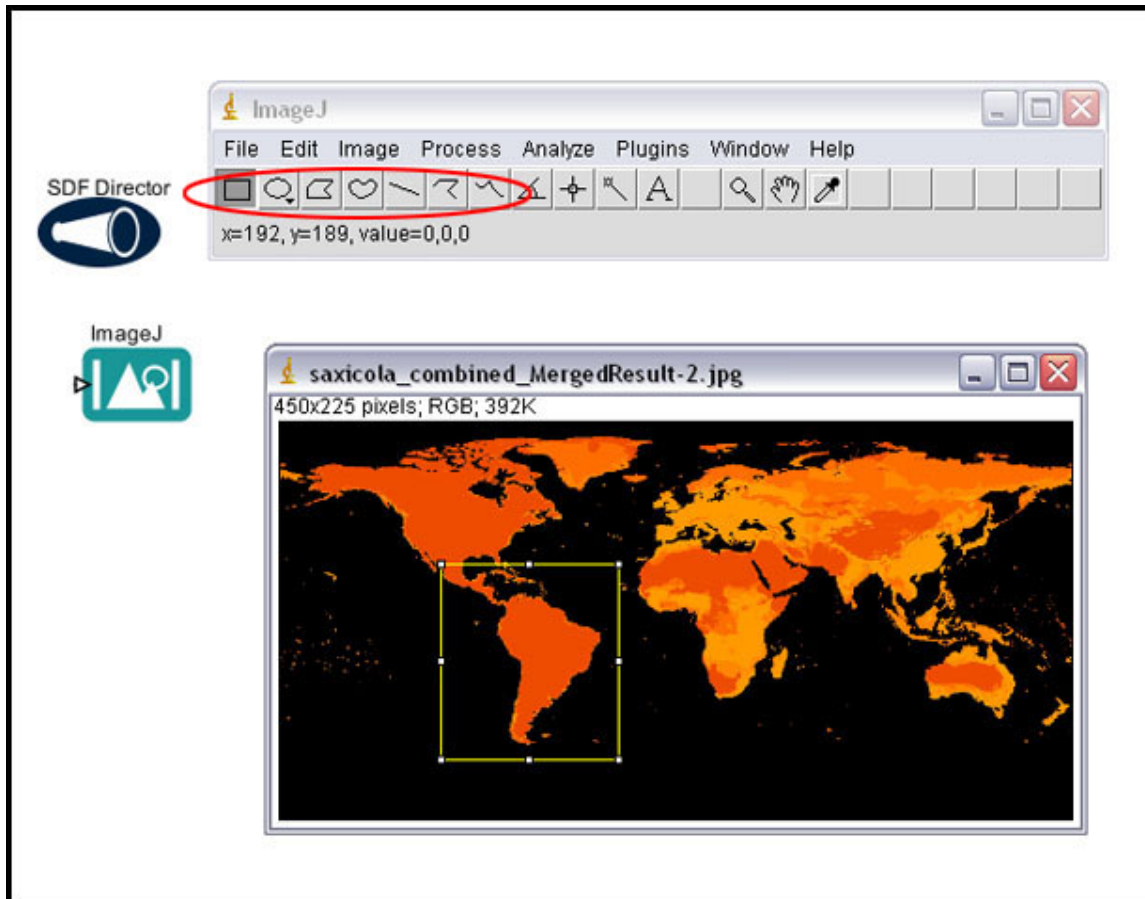 ImageJ
File Edit Image Process Analyze Plugins Window Help
SDF Director
A
x=192, y=189, value=0,0,0
ImageJ
saxicola_combined_MergedResult-2.jpg
450x225 pixels; RGB; 392K